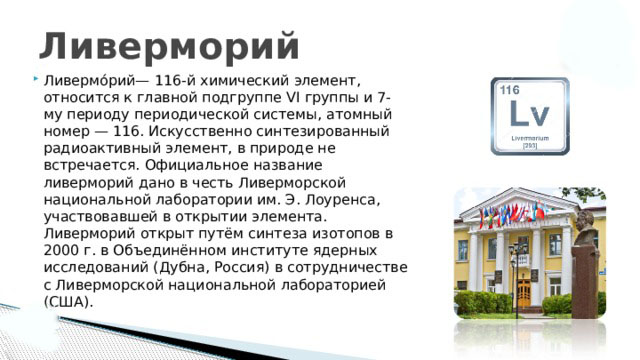 Ливерморий
Ливермо́рий— 116-й химический элемент,
относится к главной подгруппе VI группы и 7-
му периоду периодической системы, атомный
номер — 116. Искусственно синтезированный
радиоактивный элемент, в природе не
встречается. Официальное название
ливерморий дано в честь Ливерморской
национальной лаборатории им. Э. Лоуренса,
участвовавшей в открытии элемента.
Ливерморий открыт путём синтеза изотопов в
2000 г. в Объединённом институте ядерных
исследований (Дубна, Россия) в сотрудничестве
с Ливерморской национальной лабораторией
(США).
116
Lv
Livermorium
[293]